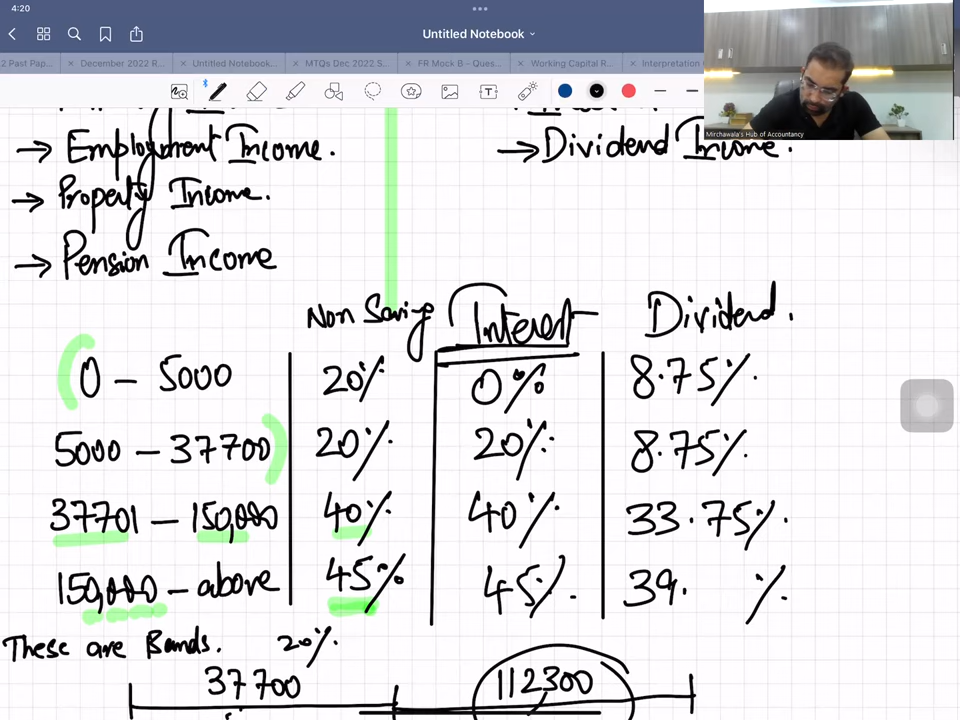 4:20
Untitled Notebook
2 Past Pap...
December 2022 R...
Untitled Notebook...
MTQs Dec 2022 S...
FR Mock B - Ques...
Working Capital R...
Interpretation
Mirchawala's Hub of Accountancy
→ Employment Income.
→ Dividend Income.
→ Property Income.
→ Pension Income
Non Saving Interest Dividend.
0 - 5000 20% 0% 8.75%
5000 - 37700 20% 20% 8.75%
37701 - 150,000 40% 40% 33.75%
150,000 - above 45% 45% 39. %
These are Bands. 20%
37700 112300